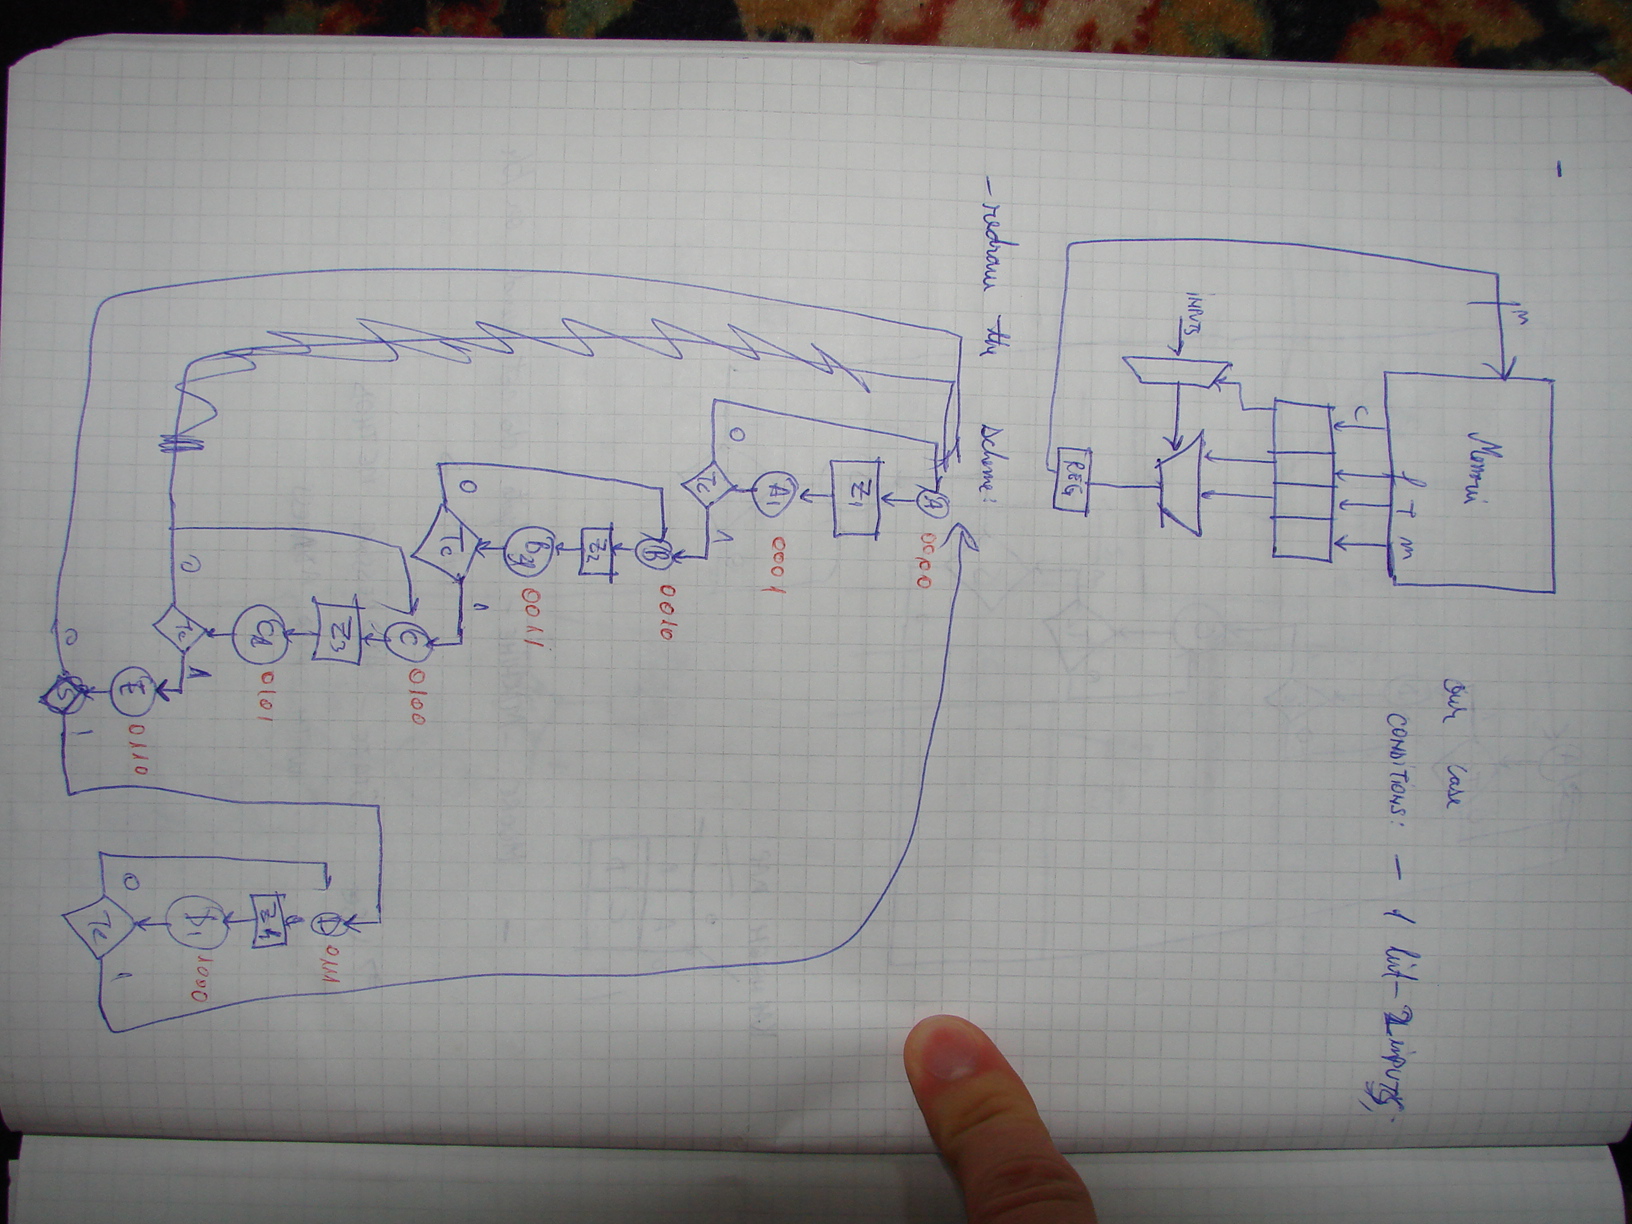 -
Our case
CONDITIONS: - 1 bit - 2 inputs;
m
C f T m
INPUTS
REG
- redraw the scheme:
A 0000
Z1
A1 0001
Tc
0 1
B 0010
Z2
B1 0011
Tc
0 1
C 0100
Z3
C1 0101
Tc
0 1
E 0110
0 1
D 0111
Z4
D1 1000
Tc
0 1